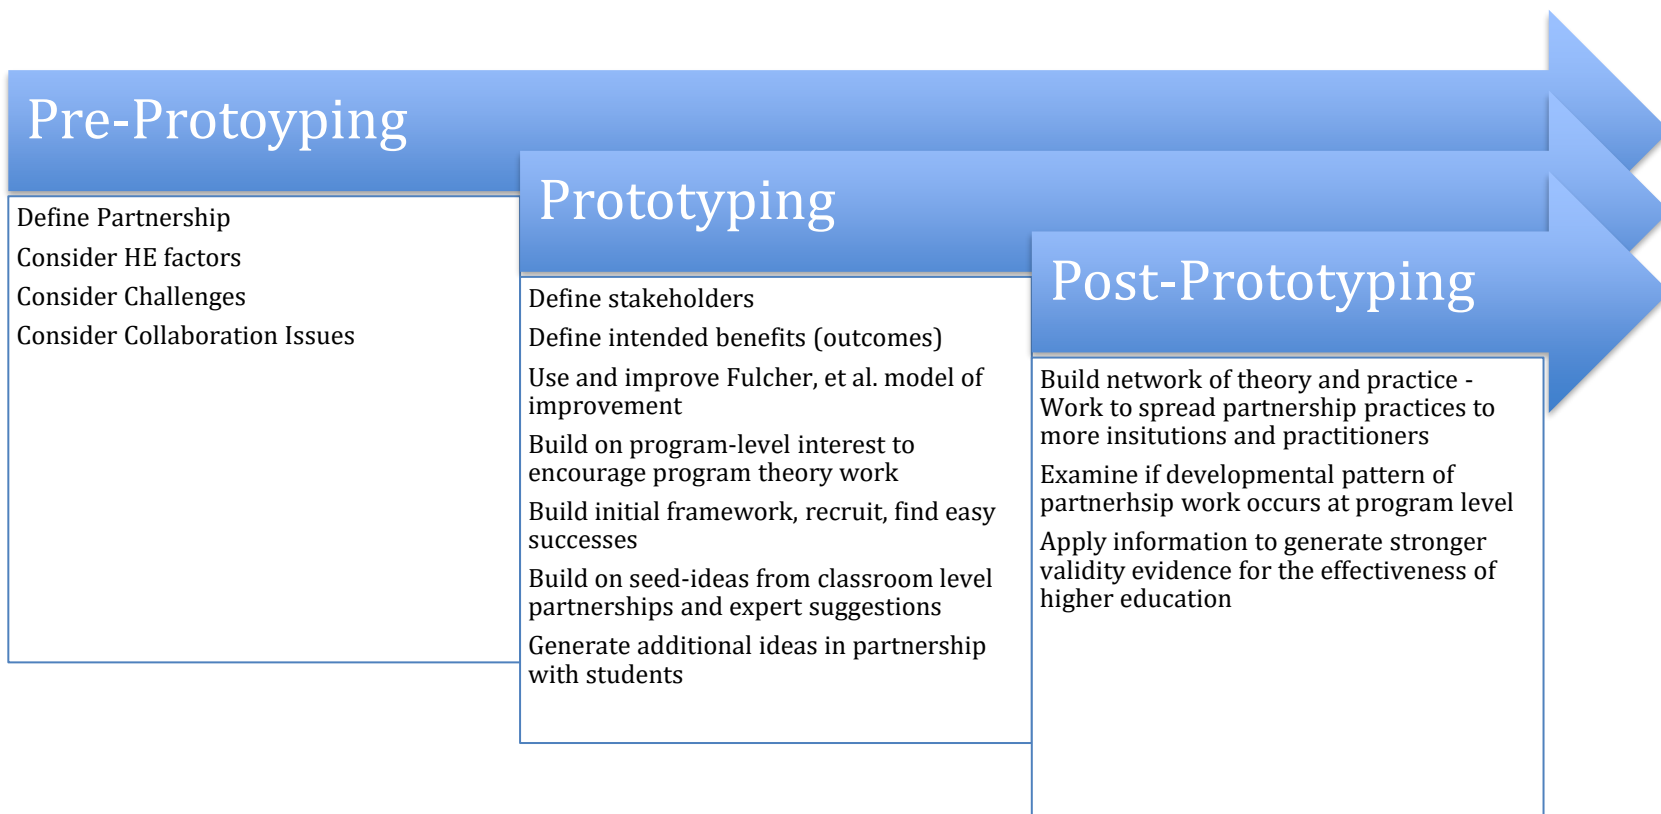 Pre-Protoyping
Define Partnership
Consider HE factors
Consider Challenges
Consider Collaboration Issues
Prototyping
Define stakeholders
Define intended benefits (outcomes)
Use and improve Fulcher, et al. model of
improvement
Build on program-level interest to
encourage program theory work
Build initial framework, recruit, find easy
successes
Build on seed-ideas from classroom level
partnerships and expert suggestions
Generate additional ideas in partnership
with students
Post-Prototyping
Build network of theory and practice -
Work to spread partnership practices to
more insitutions and practitioners
Examine if developmental pattern of
partnerhsip work occurs at program level
Apply information to generate stronger
validity evidence for the effectiveness of
higher education